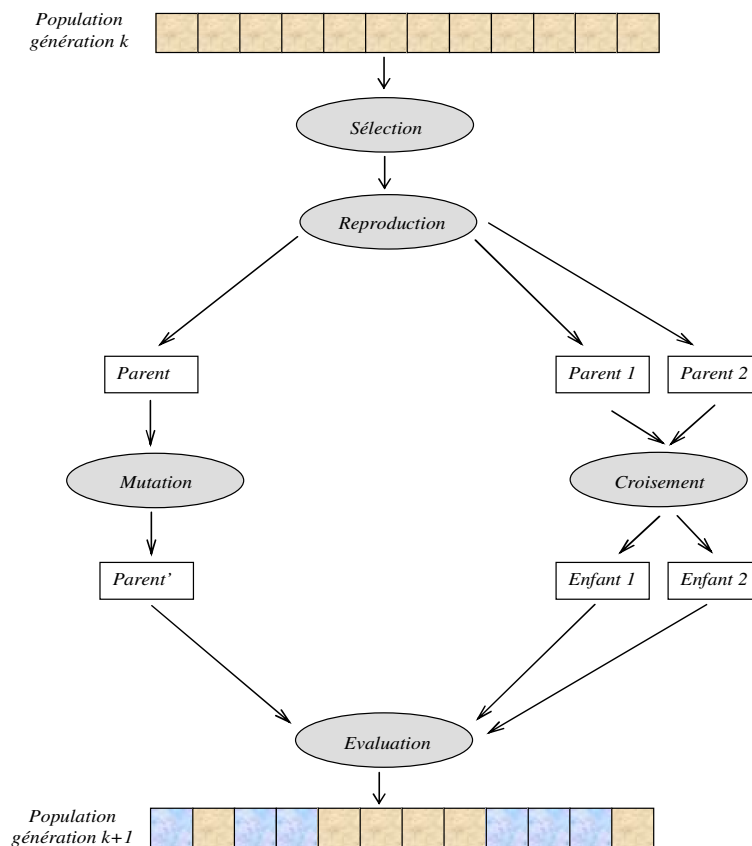 Population
génération k
Sélection
Reproduction
Parent
Parent 1
Parent 2
Mutation
Croisement
Parent’
Enfant 1
Enfant 2
Evaluation
Population
génération k+1